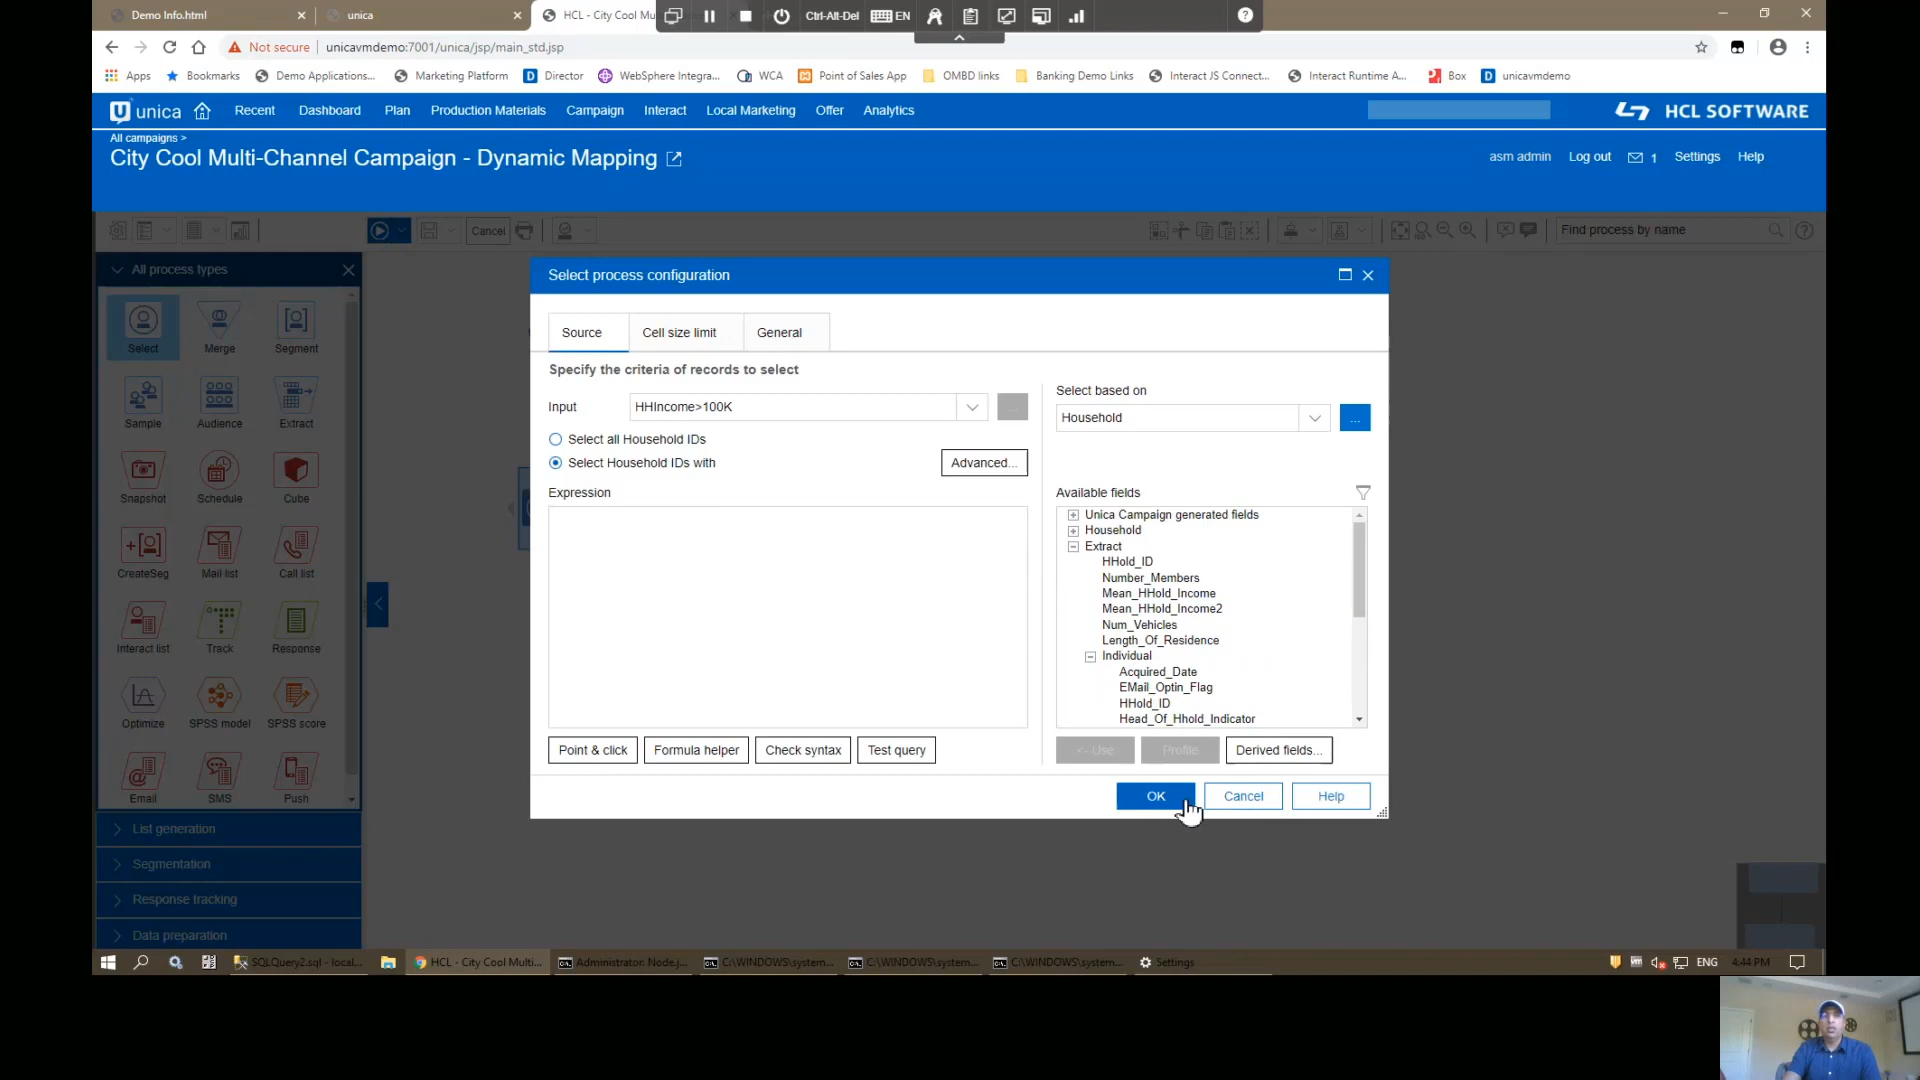 Demo Info.html
unica
HCL - City Cool Mu
Ctrl-Alt-Del
EN
Not secure
unicavmdemo:7001/unica/jsp/main_std.jsp
Apps
Bookmarks
Demo Applications...
Marketing Platform
Director
WebSphere Integra...
WCA
Point of Sales App
OMBD links
Banking Demo Links
Interact JS Connect...
Interact Runtime A...
Box
unicavmdemo
unica
Recent
Dashboard
Plan
Production Materials
Campaign
Interact
Local Marketing
Offer
Analytics
HCL SOFTWARE
All campaigns >
City Cool Multi-Channel Campaign - Dynamic Mapping
asm admin
Log out
1
Settings
Help
Cancel
Find process by name
All process types
Select
Merge
Segment
Sample
Audience
Extract
Snapshot
Schedule
Cube
CreateSeg
Mail list
Call list
Interact list
Track
Response
Optimize
SPSS model
SPSS score
Email
SMS
Push
List generation
Segmentation
Response tracking
Data preparation
Select process configuration
Source
Cell size limit
General
Specify the criteria of records to select
Input
HHIncome>100K
...
Select all Household IDs
Select Household IDs with
Advanced...
Expression
Point & click
Formula helper
Check syntax
Test query
Select based on
Household
...
Available fields
Unica Campaign generated fields
Household
Extract
HHold_ID
Number_Members
Mean_HHold_Income
Mean_HHold_Income2
Num_Vehicles
Length_Of_Residence
Individual
Acquired_Date
EMail_Optin_Flag
HHold_ID
Head_Of_Hhold_Indicator
<- Use
Profile
Derived fields...
OK
Cancel
Help
SQLQuery2.sql - local...
HCL - City Cool Multi...
Administrator: Node.j...
C:\WINDOWS\system...
C:\WINDOWS\system...
C:\WINDOWS\system...
Settings
ENG
4:44 PM